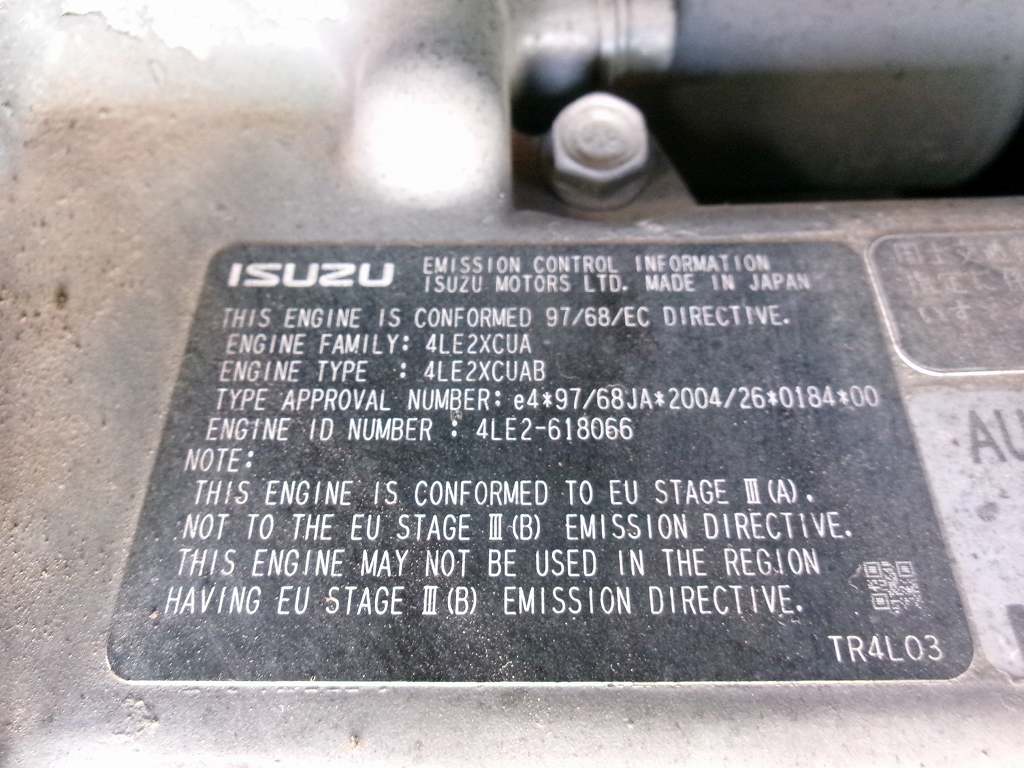 ISUZU EMISSION CONTROL INFORMATION
ISUZU MOTORS LTD. MADE IN JAPAN
THIS ENGINE IS CONFORMED 97/68/EC DIRECTIVE.
ENGINE FAMILY: 4LE2XCUA
ENGINE TYPE : 4LE2XCUAB
TYPE APPROVAL NUMBER: e4*97/68JA*2004/26*0184*00
ENGINE ID NUMBER : 4LE2-618066
NOTE:
THIS ENGINE IS CONFORMED TO EU STAGE Ⅲ(A).
NOT TO THE EU STAGE Ⅲ(B) EMISSION DIRECTIVE.
THIS ENGINE MAY NOT BE USED IN THE REGION
HAVING EU STAGE Ⅲ(B) EMISSION DIRECTIVE.
TR4L03
AU